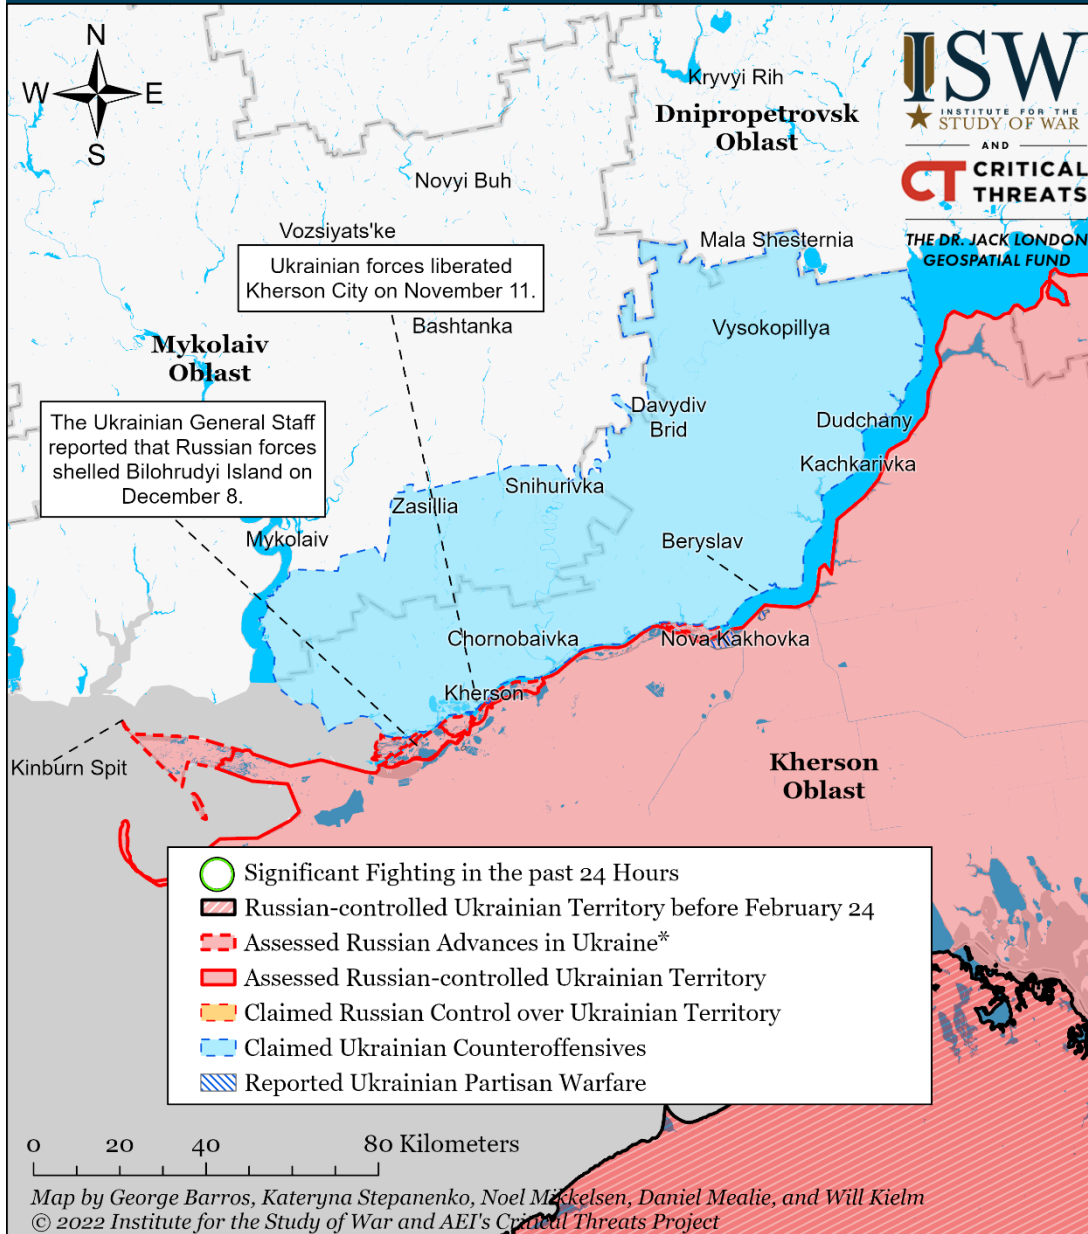 N
W E
S
ISW
INSTITUTE FOR THE
STUDY OF WAR
AND
CT CRITICAL
THREATS
THE DR. JACK LONDON
GEOSPATIAL FUND
Kryvyi Rih
Dnipropetrovsk
Oblast
Novyi Buh
Vozsiyats'ke
Mala Shesternia
Ukrainian forces liberated
Kherson City on November 11.
Bashtanka
Vysokopillya
Mykolaiv
Oblast
Davydiv
Brid
Dudchany
The Ukrainian General Staff
reported that Russian forces
shelled Bilohrudyi Island on
December 8.
Kachkarivka
Snihurivka
Zasillia
Mykolaiv
Beryslav
Chornobaivka
Nova Kakhovka
Kherson
Kinburn Spit
Kherson
Oblast
Significant Fighting in the past 24 Hours
Russian-controlled Ukrainian Territory before February 24
Assessed Russian Advances in Ukraine*
Assessed Russian-controlled Ukrainian Territory
Claimed Russian Control over Ukrainian Territory
Claimed Ukrainian Counteroffensives
Reported Ukrainian Partisan Warfare
0 20 40 80 Kilometers
Map by George Barros, Kateryna Stepanenko, Noel Mikkelsen, Daniel Mealie, and Will Kielm
© 2022 Institute for the Study of War and AEI's Critical Threats Project